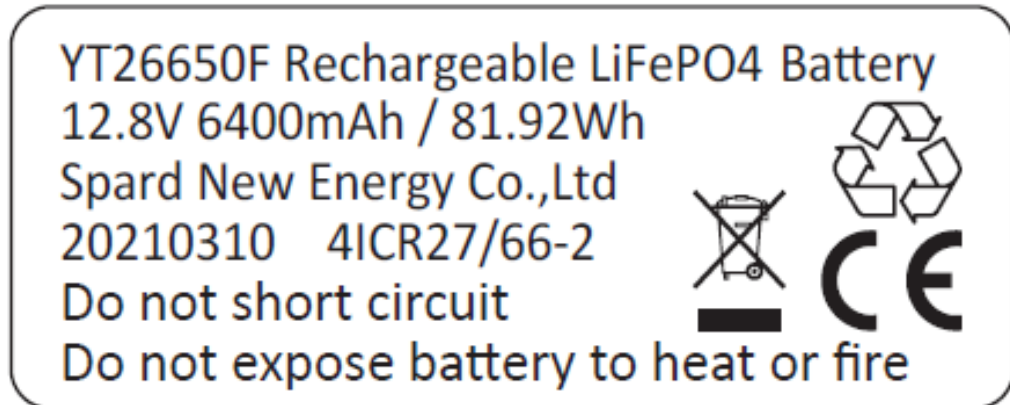 YT26650F Rechargeable LiFePO4 Battery
12.8V 6400mAh / 81.92Wh
Spard New Energy Co.,Ltd
20210310 4ICR27/66-2
Do not short circuit
Do not expose battery to heat or fire
CE